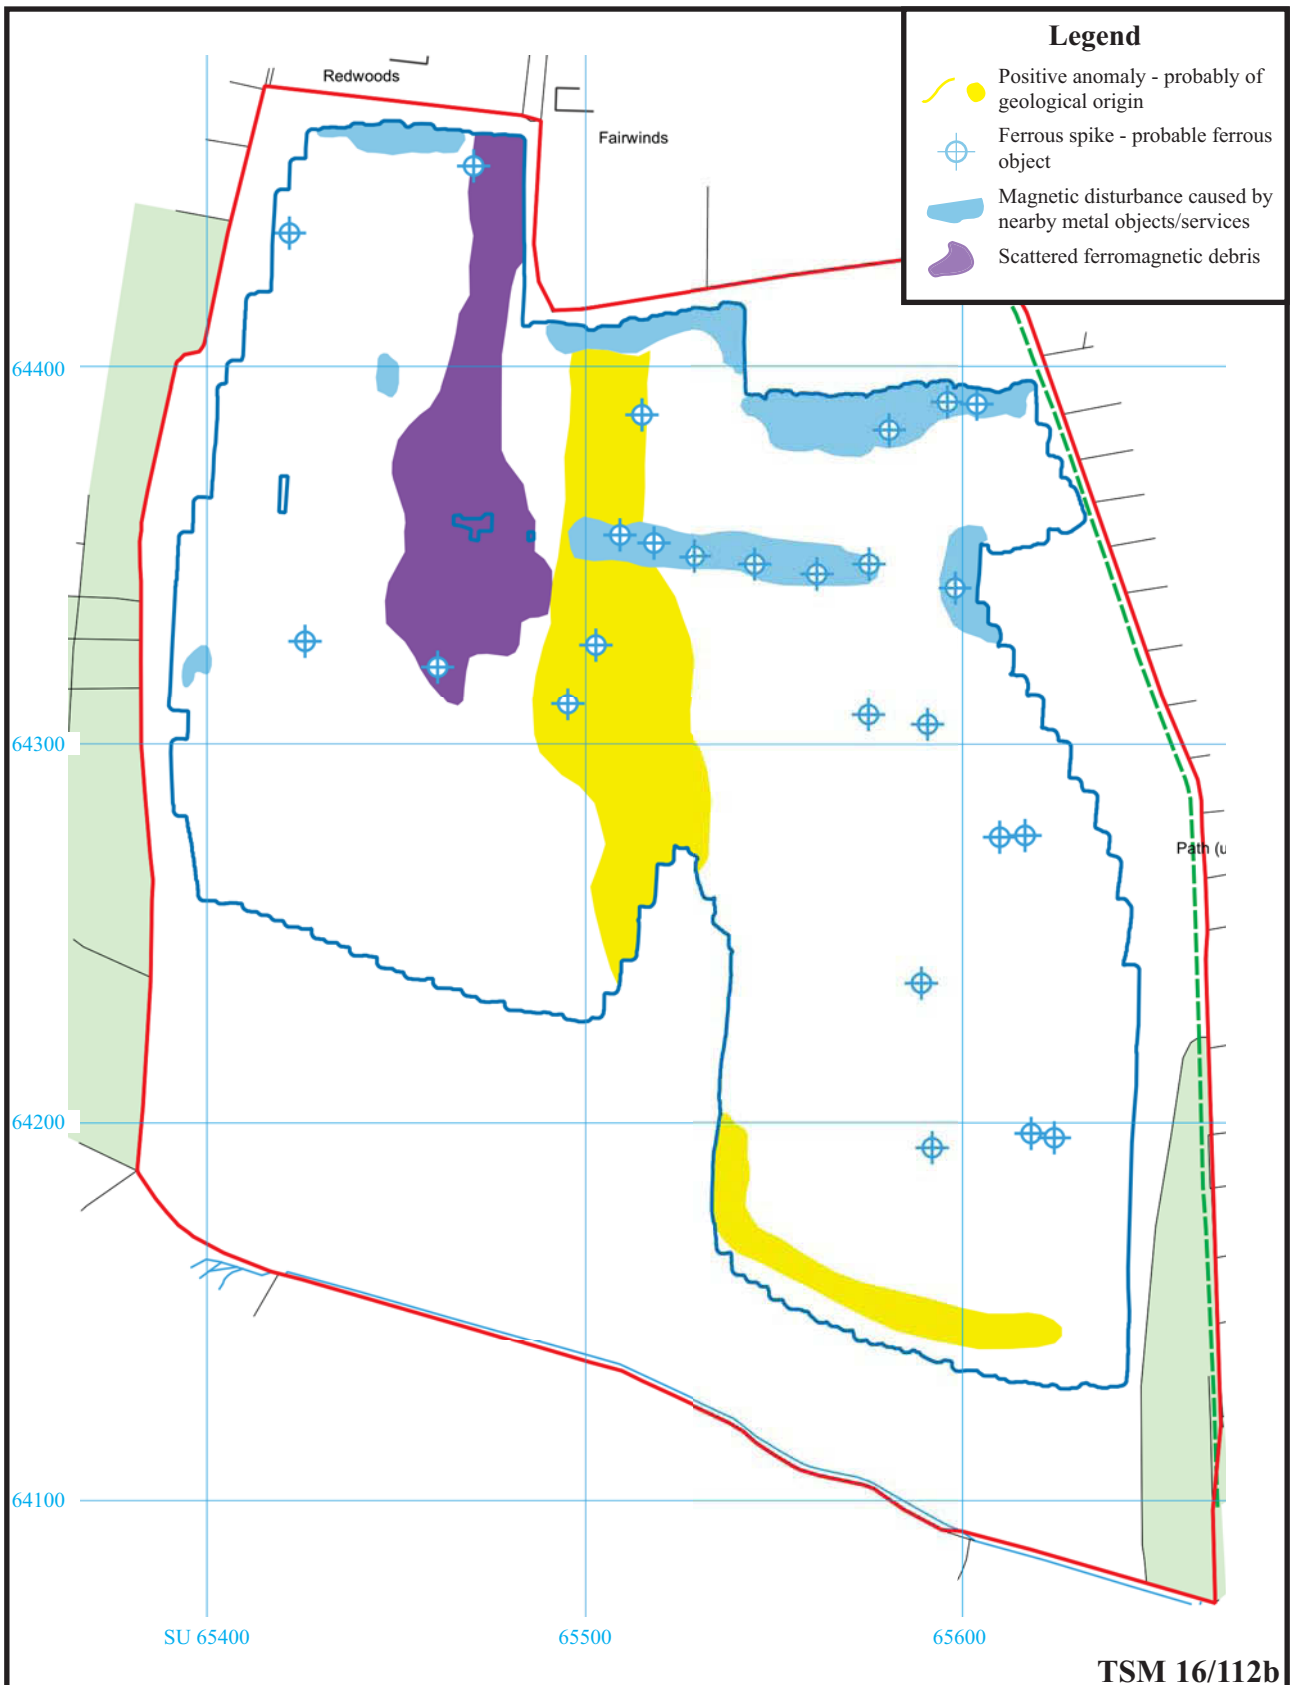 Legend
Positive anomaly - probably of
geological origin
Ferrous spike - probable ferrous
object
Magnetic disturbance caused by
nearby metal objects/services
Scattered ferromagnetic debris
Redwoods
Fairwinds
64400
64300
Path (u
64200
64100
SU 65400
65500
65600
TSM 16/112b